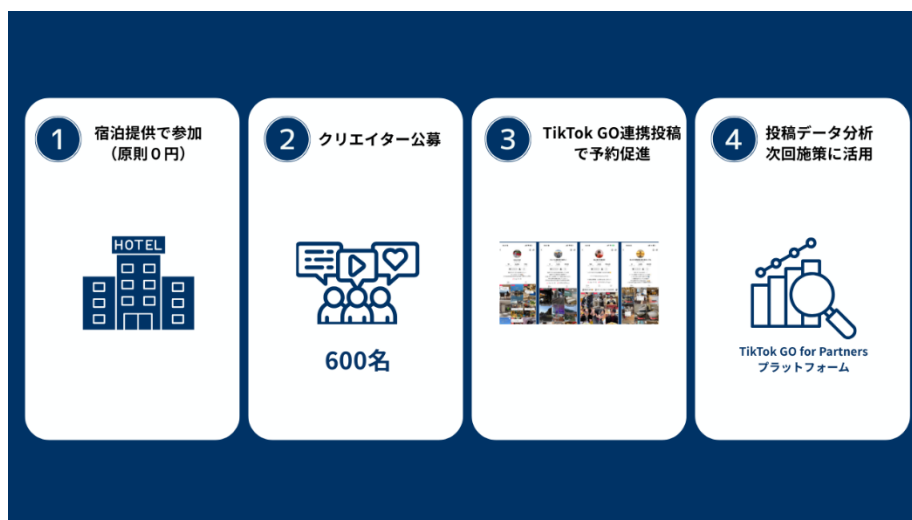 1
宿泊提供で参加
（原則０円）
HOTEL
2
クリエイター公募
600名
3
TikTok GO連携投稿
で予約促進
4
投稿データ分析
次回施策に活用
TikTok GO for Partners
プラットフォーム